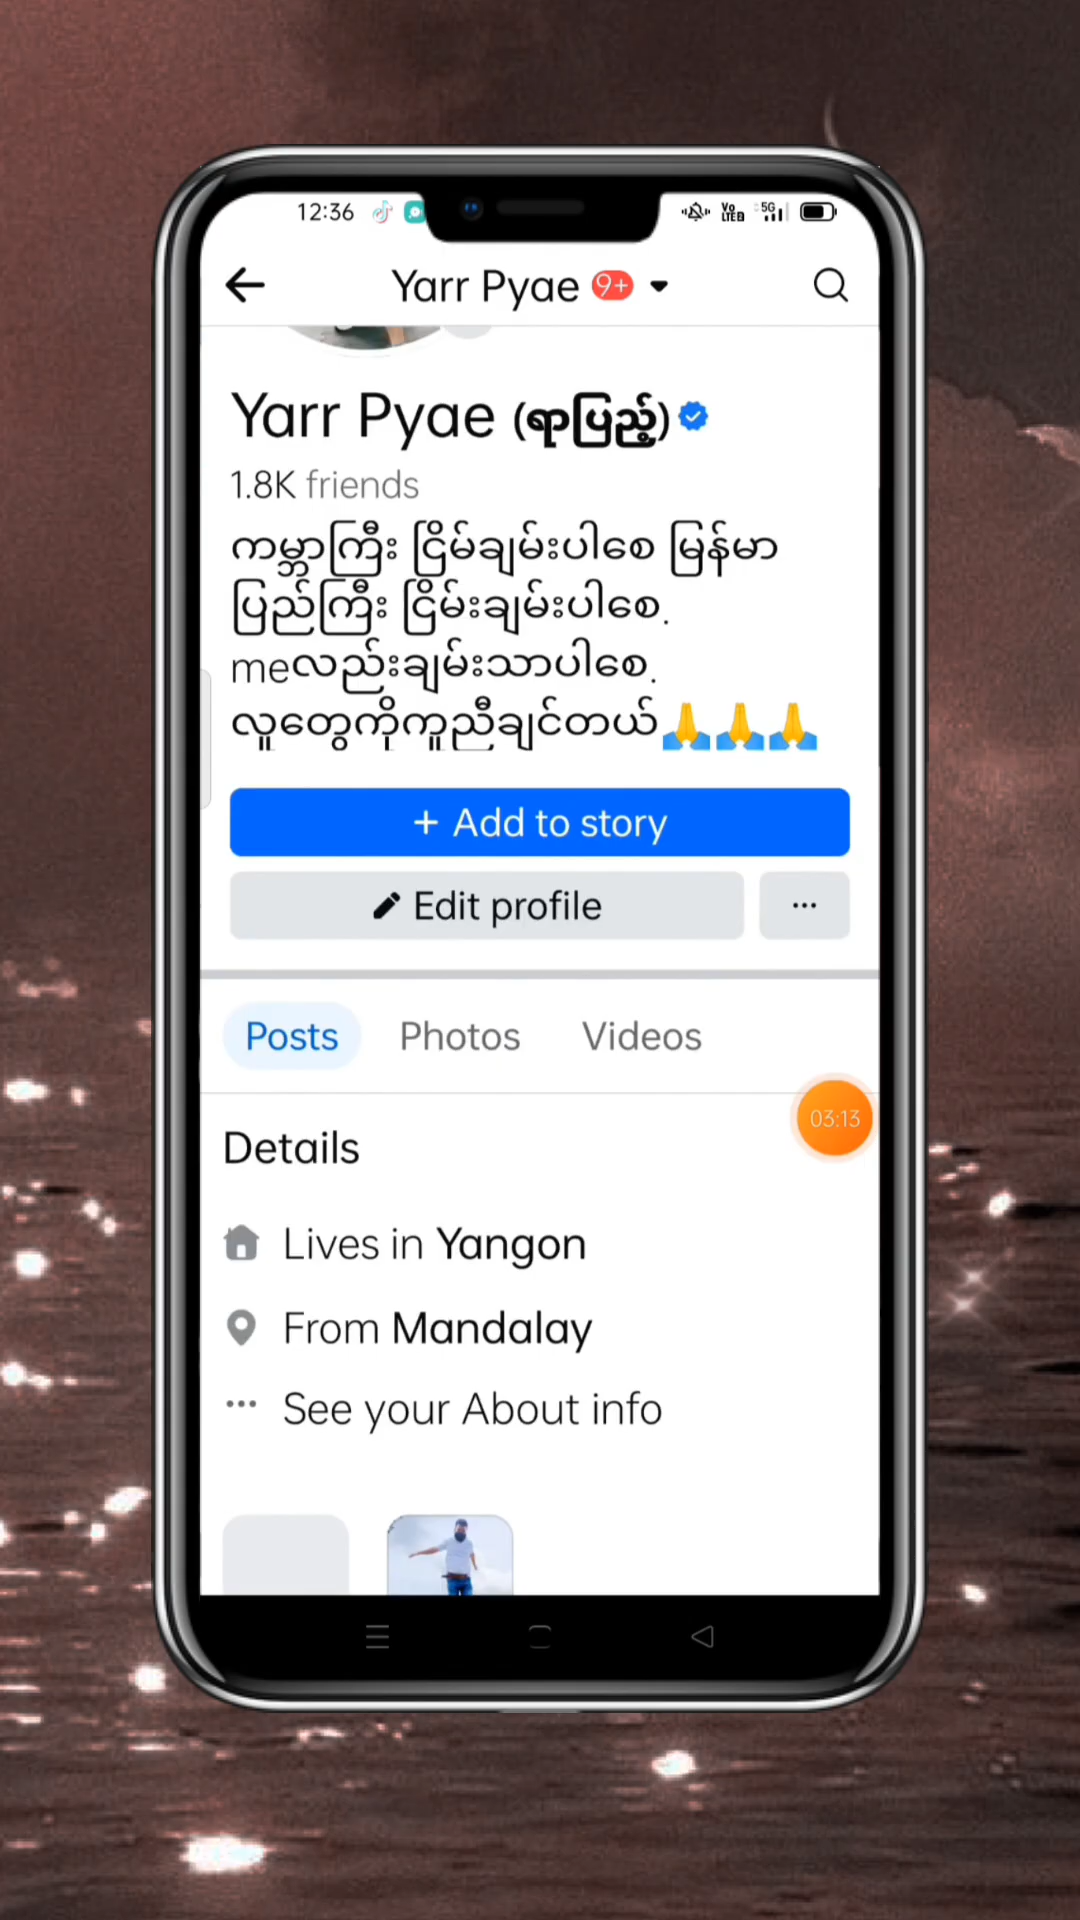 12:36
Vo LTE2 5G
Yarr Pyae 9+
Yarr Pyae (ရာပြည့်)
1.8K friends
ကမ္ဘာကြီး ငြိမ်ချမ်းပါစေ မြန်မာ
ပြည်ကြီး ငြိမ်းချမ်းပါစေ.
meလည်းချမ်းသာပါစေ.
လူတွေကိုကူညီချင်တယ်🙏🙏🙏
+ Add to story
Edit profile
...
Posts Photos Videos
03:13
Details
Lives in Yangon
From Mandalay
... See your About info